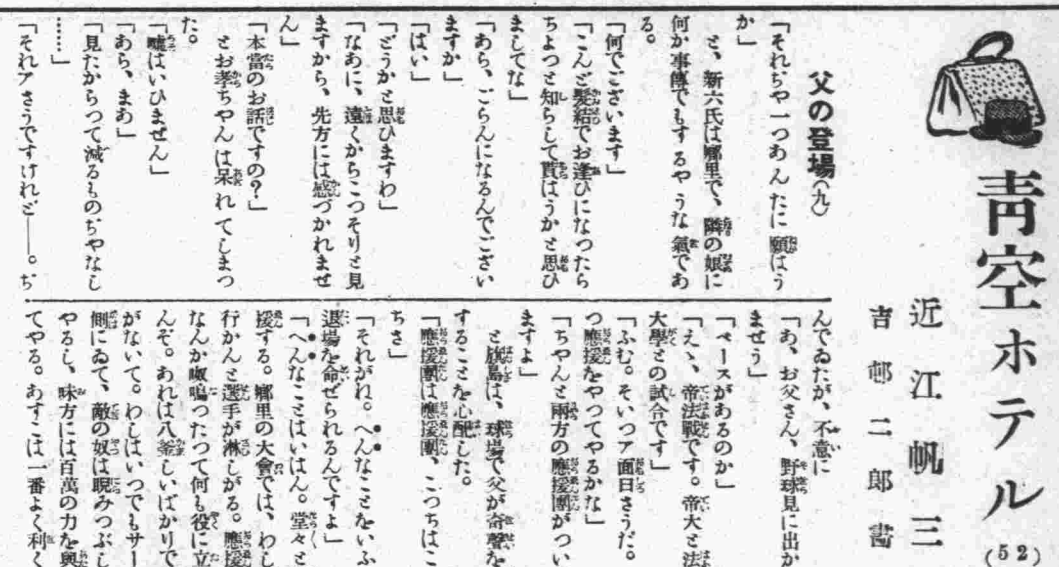 靑空ホテル
(52)
近江帆三
吉邨二郎畵
父の登場(九)
「それぢや一つあんたに願はう
か」
と、新六氏は鄕里で、隣の娘に
何か事傳でもするやうな氣であ
る。
「何でございます」
「こんど髮結でお逢ひになつたら
ちよつと知らして貰はうかと思ひ
ましてな」
「あら、ごらんになるんでござい
ますか」
「はい」
「どうかと思ひますわ」
「なあに、遠くからこつそりと見
ますから、先方には感づかれませ
ん」
「本當のお話ですの？」
とお孝ちやんは呆れてしまつ
た。
「嘘はいひません」
「あら、まあ」
「見たからつて減るものぢやなし
……」
「それアさうですけれど――。ぢ
んでゐたが、不意に
「あ、お父さん、野球見に出か
ませう」
「ベースがあるのか」
「えゝ、帝法戰です。帝大と法
大學との試合です」
「ふむ。そいつア面白さうだ。
つ應援をやつてやるかな」
「ちやんと兩方の應援團がつい
ますよ」
と旗島は、球場で父が奇聲を
することを心配した。
「應援團は應援團、こつちはこ
ちさ」
「それがね。へんなことをいふ
退場を命ぜられるんですよ」
「へんなことはいはん。堂々と
援する。鄕里の大會では、わし
行かんと選手が淋しがる。應援
なんか呶鳴つたつて何も役に立
んぞ。あれは八釜しいばかりで
がないて。わしはいつでもサー
側にゐて、敵の奴は睨みつぶし
やるし、味方には百萬の力を與
てやる。あすこは一番よく利く